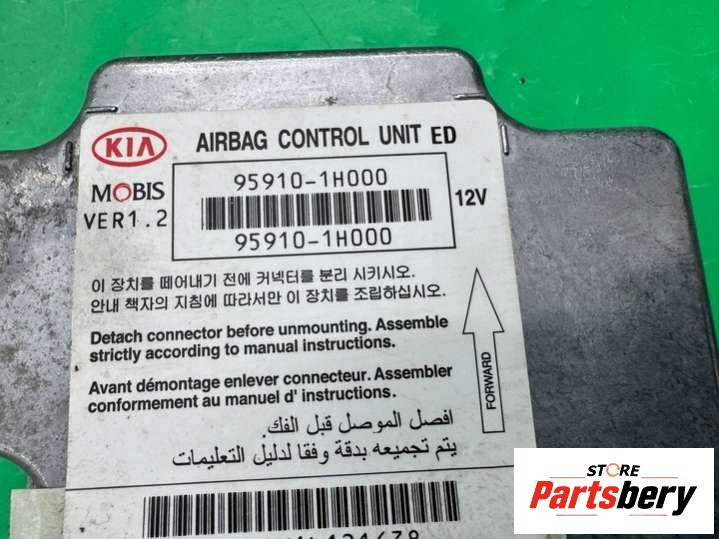 KIA AIRBAG CONTROL UNIT ED
MOBIS
VER1.2
95910-1H000
95910-1H000
12V
이 장치를 떼어내기 전에 커넥터를 분리 시키시오.
안내 책자의 지침에 따라서만 이 장치를 조립하십시오.
Detach connector before unmounting. Assemble
strictly according to manual instructions.
Avant démontage enlever connecteur. Assembler
conformement au manuel d' instructions.
افصل الموصل قبل الفك.
يتم تجميعه بدقة وفقا لدليل التعليمات
FORWARD
STORE
Partsbery